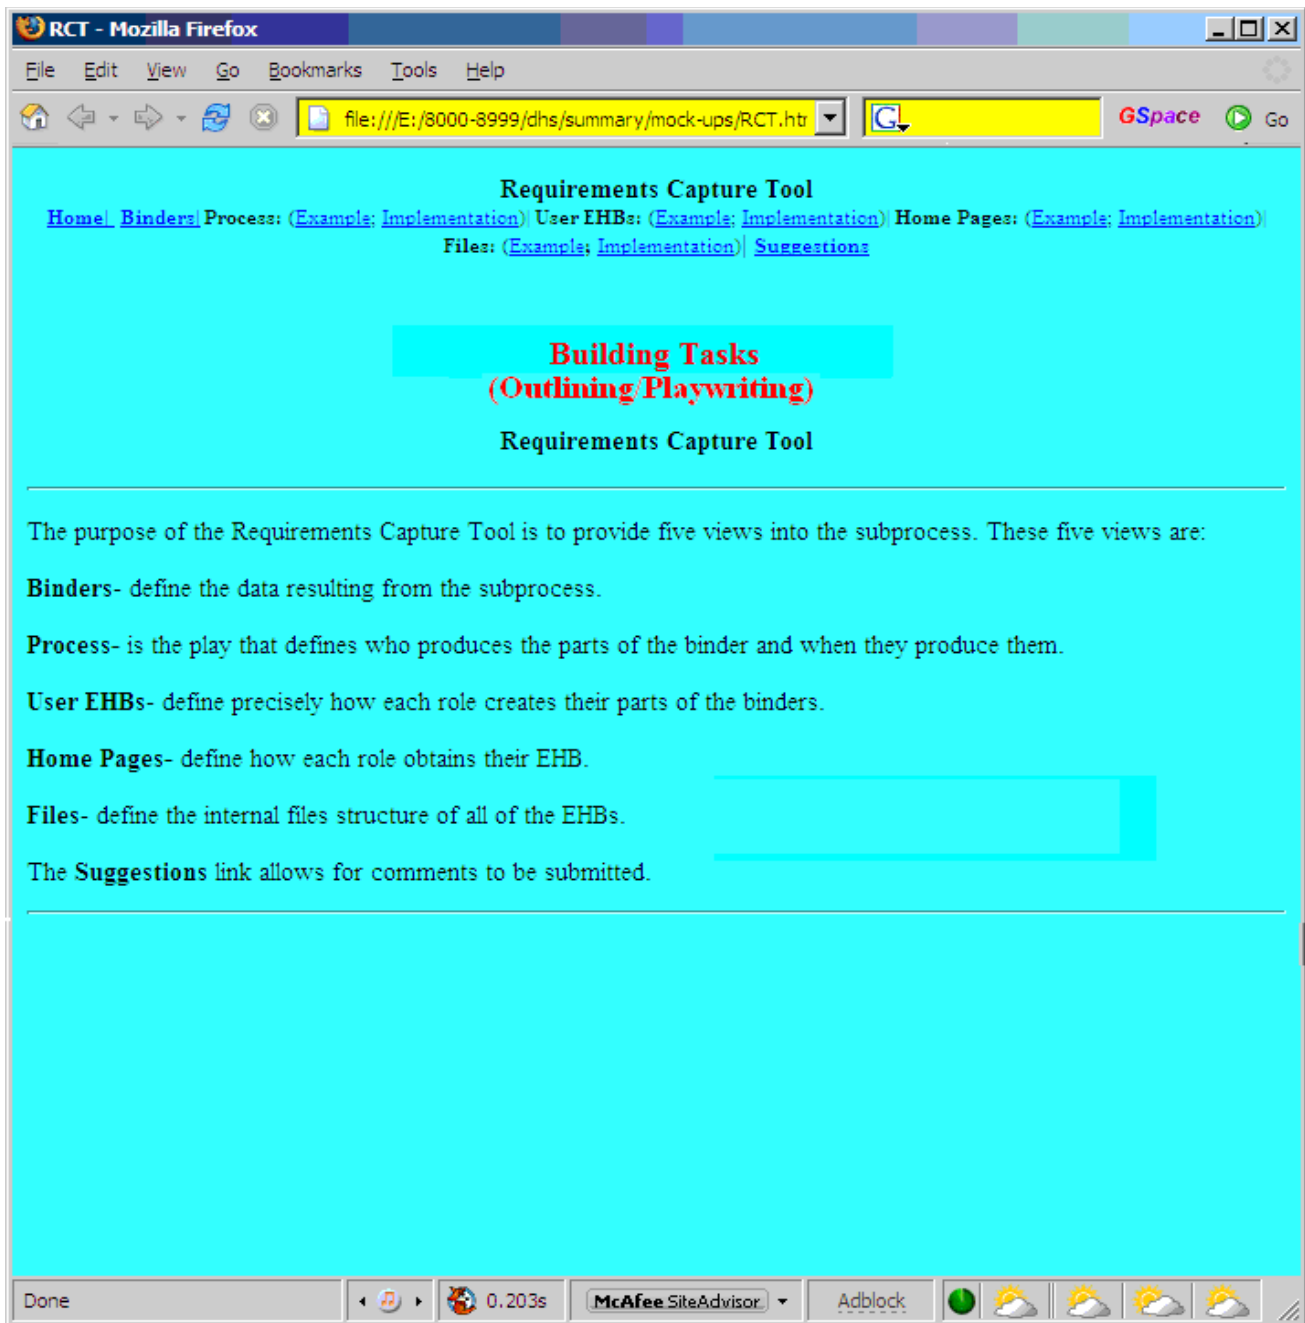 RCT - Mozilla Firefox
File Edit View Go Bookmarks Tools Help
file:///E:/8000-8999/dhs/summary/mock-ups/RCT.htr G GSpace Go
Requirements Capture Tool
Home| Binders| Process: (Example; Implementation)| User EHBs: (Example; Implementation)| Home Pages: (Example; Implementation)|
Files: (Example; Implementation)| Suggestions
Building Tasks
(Outlining/Playwriting)
Requirements Capture Tool
The purpose of the Requirements Capture Tool is to provide five views into the subprocess. These five views are:
Binders- define the data resulting from the subprocess.
Process- is the play that defines who produces the parts of the binder and when they produce them.
User EHBs- define precisely how each role creates their parts of the binders.
Home Pages- define how each role obtains their EHB.
Files- define the internal files structure of all of the EHBs.
The Suggestions link allows for comments to be submitted.
Done 0.203s McAfee SiteAdvisor Adblock